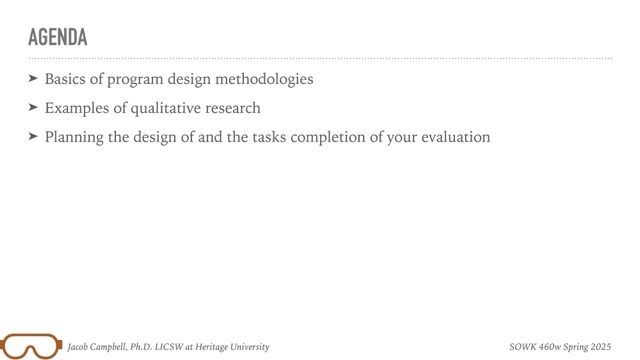 AGENDA
➤ Basics of program design methodologies
➤ Examples of qualitative research
➤ Planning the design of and the tasks completion of your evaluation
Jacob Campbell, Ph.D. LICSW at Heritage University
SOWK 460w Spring 2025